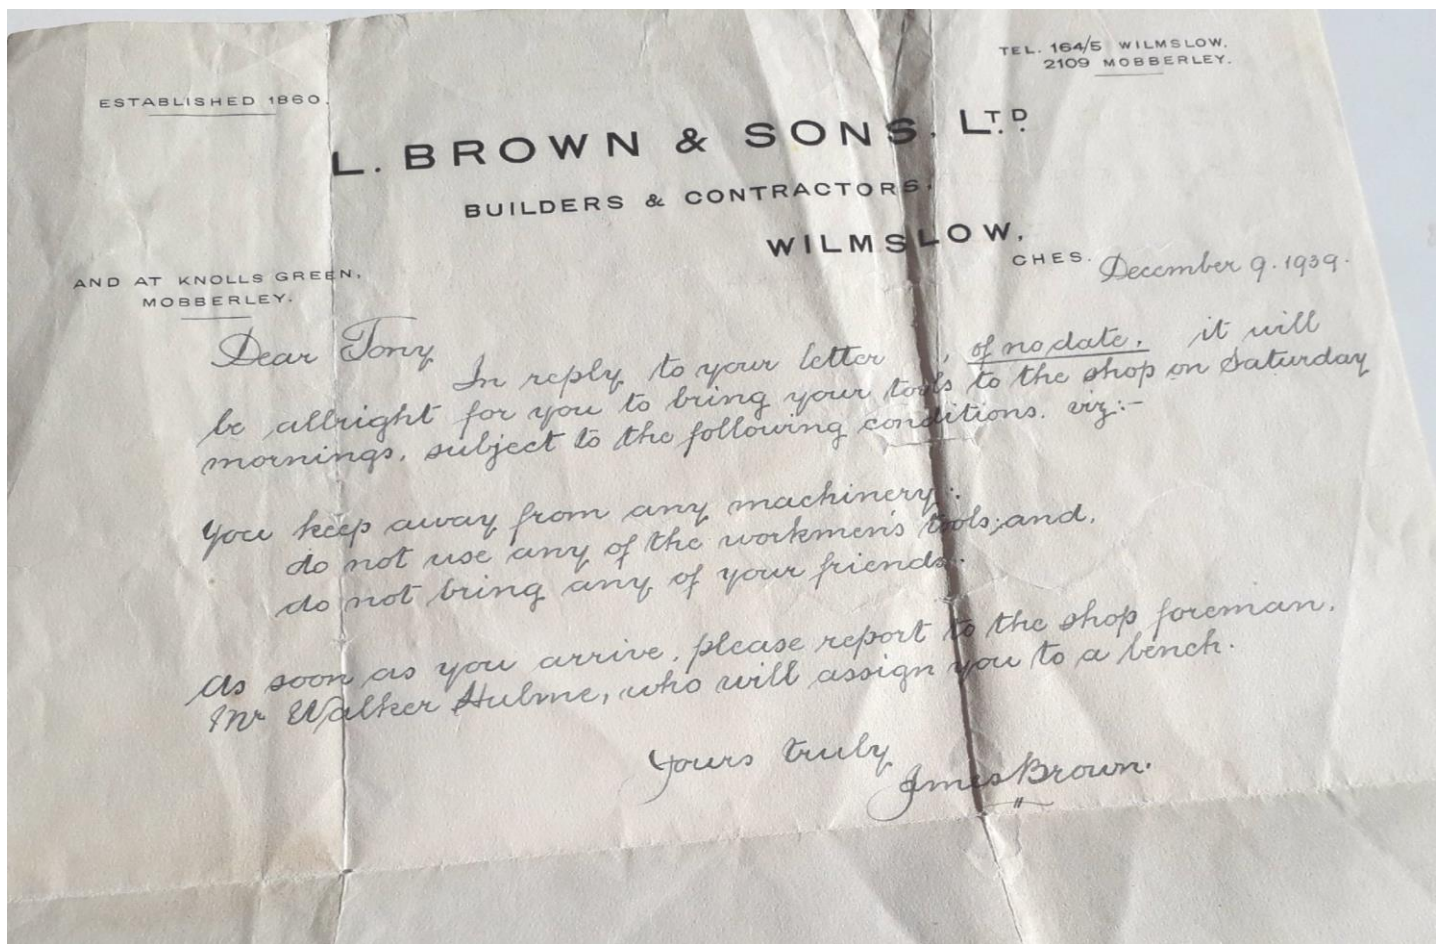 ESTABLISHED 1860.
TEL. 164/5 WILMSLOW.
2109 MOBBERLEY.
L. BROWN & SONS. LTD.
BUILDERS & CONTRACTORS.
WILMSLOW,
CHES. December 9. 1939.
AND AT KNOLLS GREEN,
MOBBERLEY.
Dear Tony
In reply to your letter, of no date. it will
be allright for you to bring your tools to the shop on Saturday
mornings, subject to the following conditions. viz:-
You keep away from any machinery:
do not use any of the workmen's tools; and,
do not bring any of your friends.
As soon as you arrive, please report to the shop foreman,
Mr Walker Hulme, who will assign you to a bench.
Yours truly
James Brown.